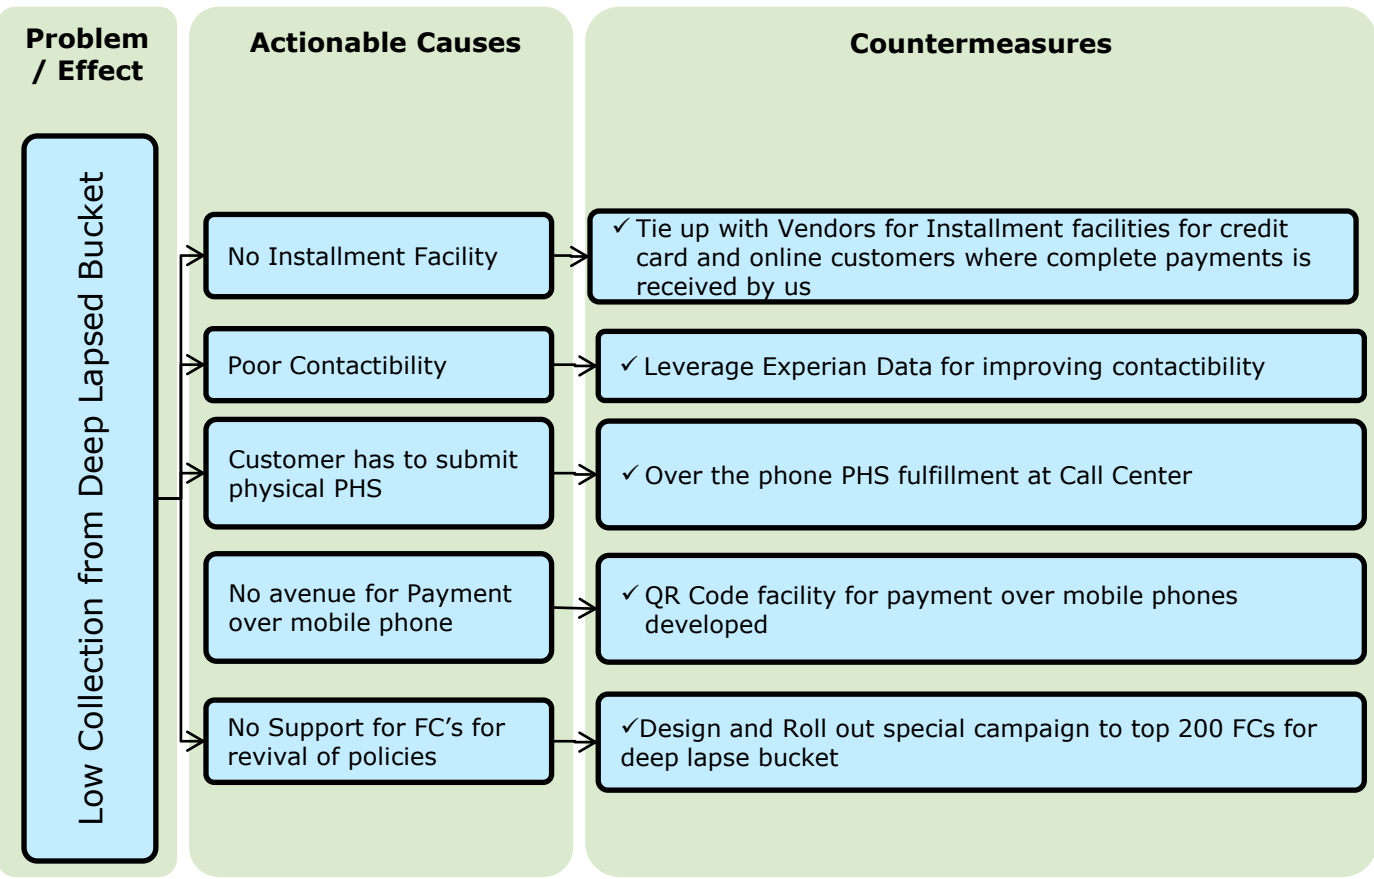 Problem
/ Effect
Actionable Causes
Countermeasures
Low Collection from Deep Lapsed Bucket
No Installment Facility
✓ Tie up with Vendors for Installment facilities for credit
card and online customers where complete payments is
received by us
Poor Contactibility
✓ Leverage Experian Data for improving contactibility
Customer has to submit
physical PHS
✓ Over the phone PHS fulfillment at Call Center
No avenue for Payment
over mobile phone
✓ QR Code facility for payment over mobile phones
developed
No Support for FC’s for
revival of policies
✓Design and Roll out special campaign to top 200 FCs for
deep lapse bucket